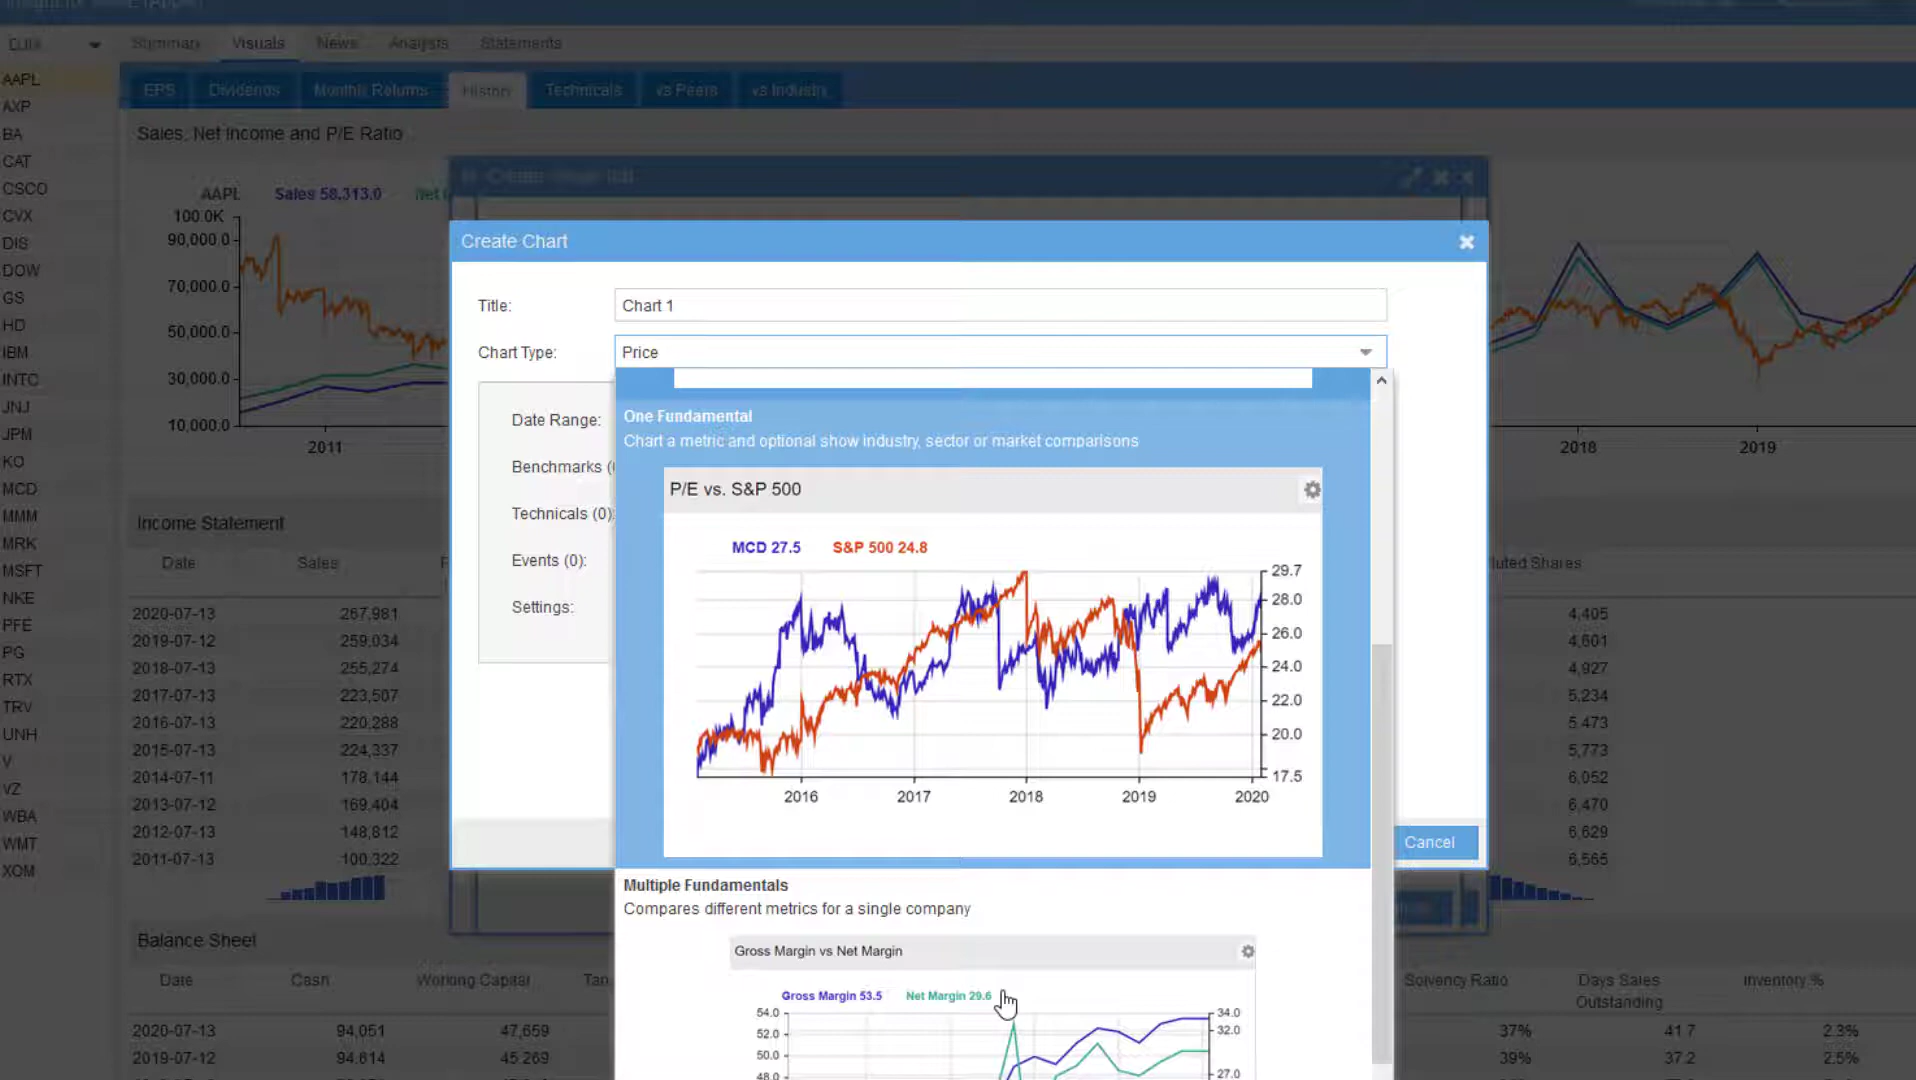 Summary Visuals News Analysts Statements
EPS Dividends Monthly Returns History Technicals vs Peers vs Industry
AAPL
AXP
BA
CAT
CSCO
CVX
DIS
DOW
GS
HD
IBM
INTC
JNJ
JPM
KO
MCD
MMM
MRK
MSFT
NKE
PFE
PG
RTX
TRV
UNH
V
VZ
WBA
WMT
XOM
Sales, Net Income and P/E Ratio
AAPL Sales 58,313.0
100.0K
90,000.0
70,000.0
50,000.0
30,000.0
10,000.0
2011 2018 2019
Create Chart
Title: Chart 1
Chart Type: Price
Date Range:
Benchmarks
Technicals (0):
Events (0):
Settings:
One Fundamental
Chart a metric and optional show industry, sector or market comparisons
P/E vs. S&P 500
MCD 27.5 S&P 500 24.8
29.7
28.0
26.0
24.0
22.0
20.0
17.5
2016 2017 2018 2019 2020
Cancel
Multiple Fundamentals
Compares different metrics for a single company
Gross Margin vs Net Margin
Gross Margin 53.5 Net Margin 29.6
54.0 34.0
52.0 32.0
50.0
48.0 27.0
Income Statement
Date Sales Shares
2020-07-13 267,981 4,405
2019-07-12 259,034 4,601
2018-07-13 255,274 4,927
2017-07-13 223,507 5,234
2016-07-13 220,288 5,473
2015-07-13 224,337 5,773
2014-07-11 178,144 6,052
2013-07-12 169,404 6,470
2012-07-13 148,812 6,629
2011-07-13 100,322 6,565
Balance Sheet
Date Cash Working Capital Solvency Ratio Days Sales Outstanding Inventory %
2020-07-13 94,051 47,659 37% 41.7 2.3%
2019-07-12 94,614 45,269 39% 37.2 2.5%